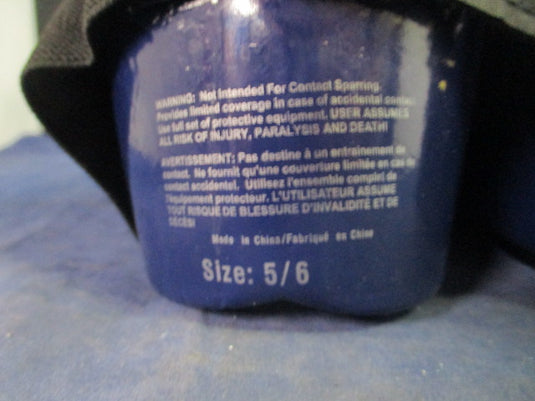 WARNING: Not Intended For Contact Sparring.
Provides limited coverage in case of accidental contact.
Use full set of protective equipment. USER ASSUMES
ALL RISK OF INJURY, PARALYSIS AND DEATH!
AVERTISSEMENT: Pas destine à un entrainement de
contact. Ne fournit qu'une couverture limitée en cas de
contact accidentel. Utilisez l'ensemble complet de
l'équipement protecteur. L'UTILISATEUR ASSUME
TOUT RISQUE DE BLESSURE D'INVALIDITÉ ET DE
DÉCÈS!
Made in China/Fabriqué en Chine
Size: 5/6